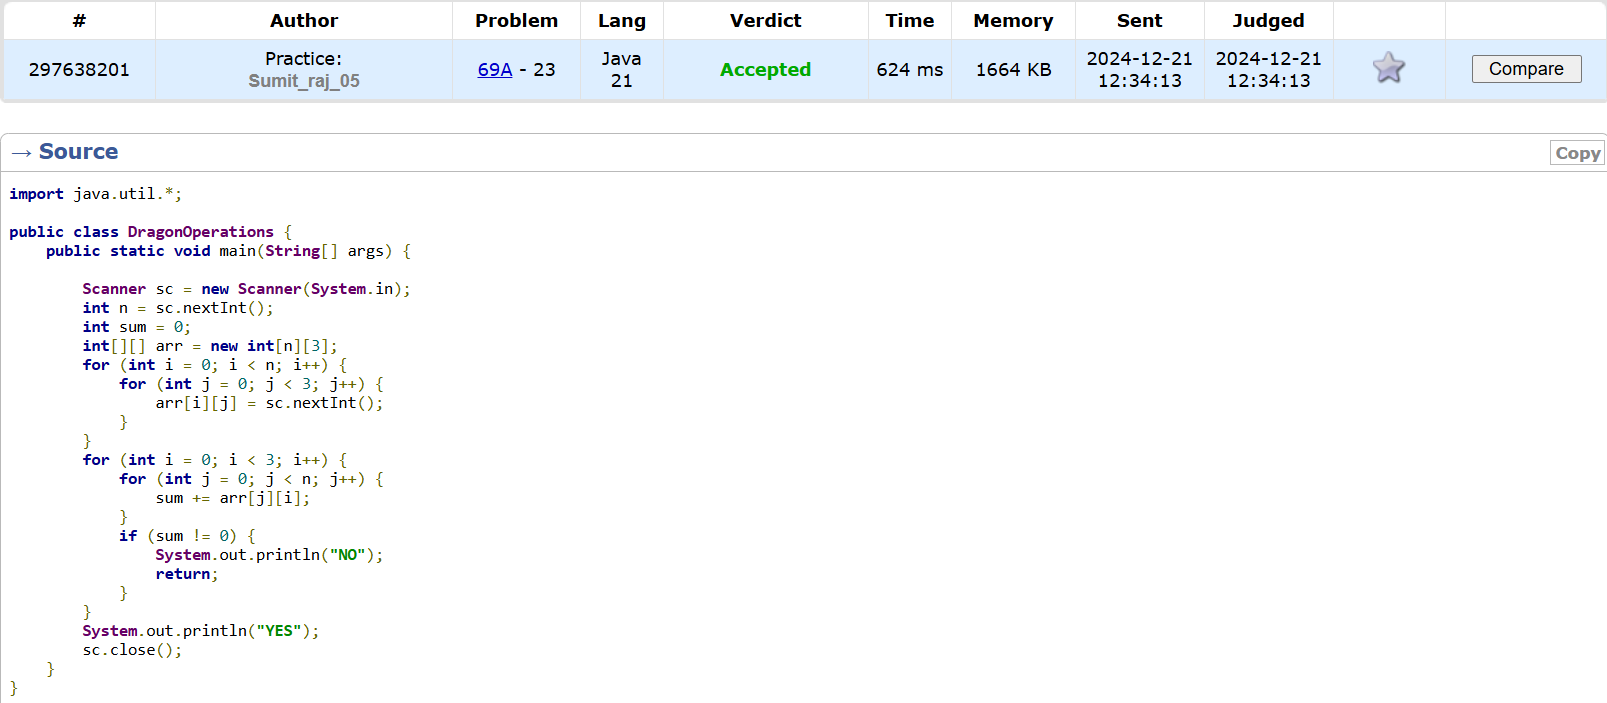 # Author Problem Lang Verdict Time Memory Sent Judged
297638201 Practice: Sumit_raj_05 69A - 23 Java 21 Accepted 624 ms 1664 KB 2024-12-21 12:34:13 2024-12-21 12:34:13 Compare
→ Source Copy
import java.util.*;
public class DragonOperations {
    public static void main(String[] args) {
        Scanner sc = new Scanner(System.in);
        int n = sc.nextInt();
        int sum = 0;
        int[][] arr = new int[n][3];
        for (int i = 0; i < n; i++) {
            for (int j = 0; j < 3; j++) {
                arr[i][j] = sc.nextInt();
            }
        }
        for (int i = 0; i < 3; i++) {
            for (int j = 0; j < n; j++) {
                sum += arr[j][i];
            }
            if (sum != 0) {
                System.out.println("NO");
                return;
            }
        }
        System.out.println("YES");
        sc.close();
    }
}